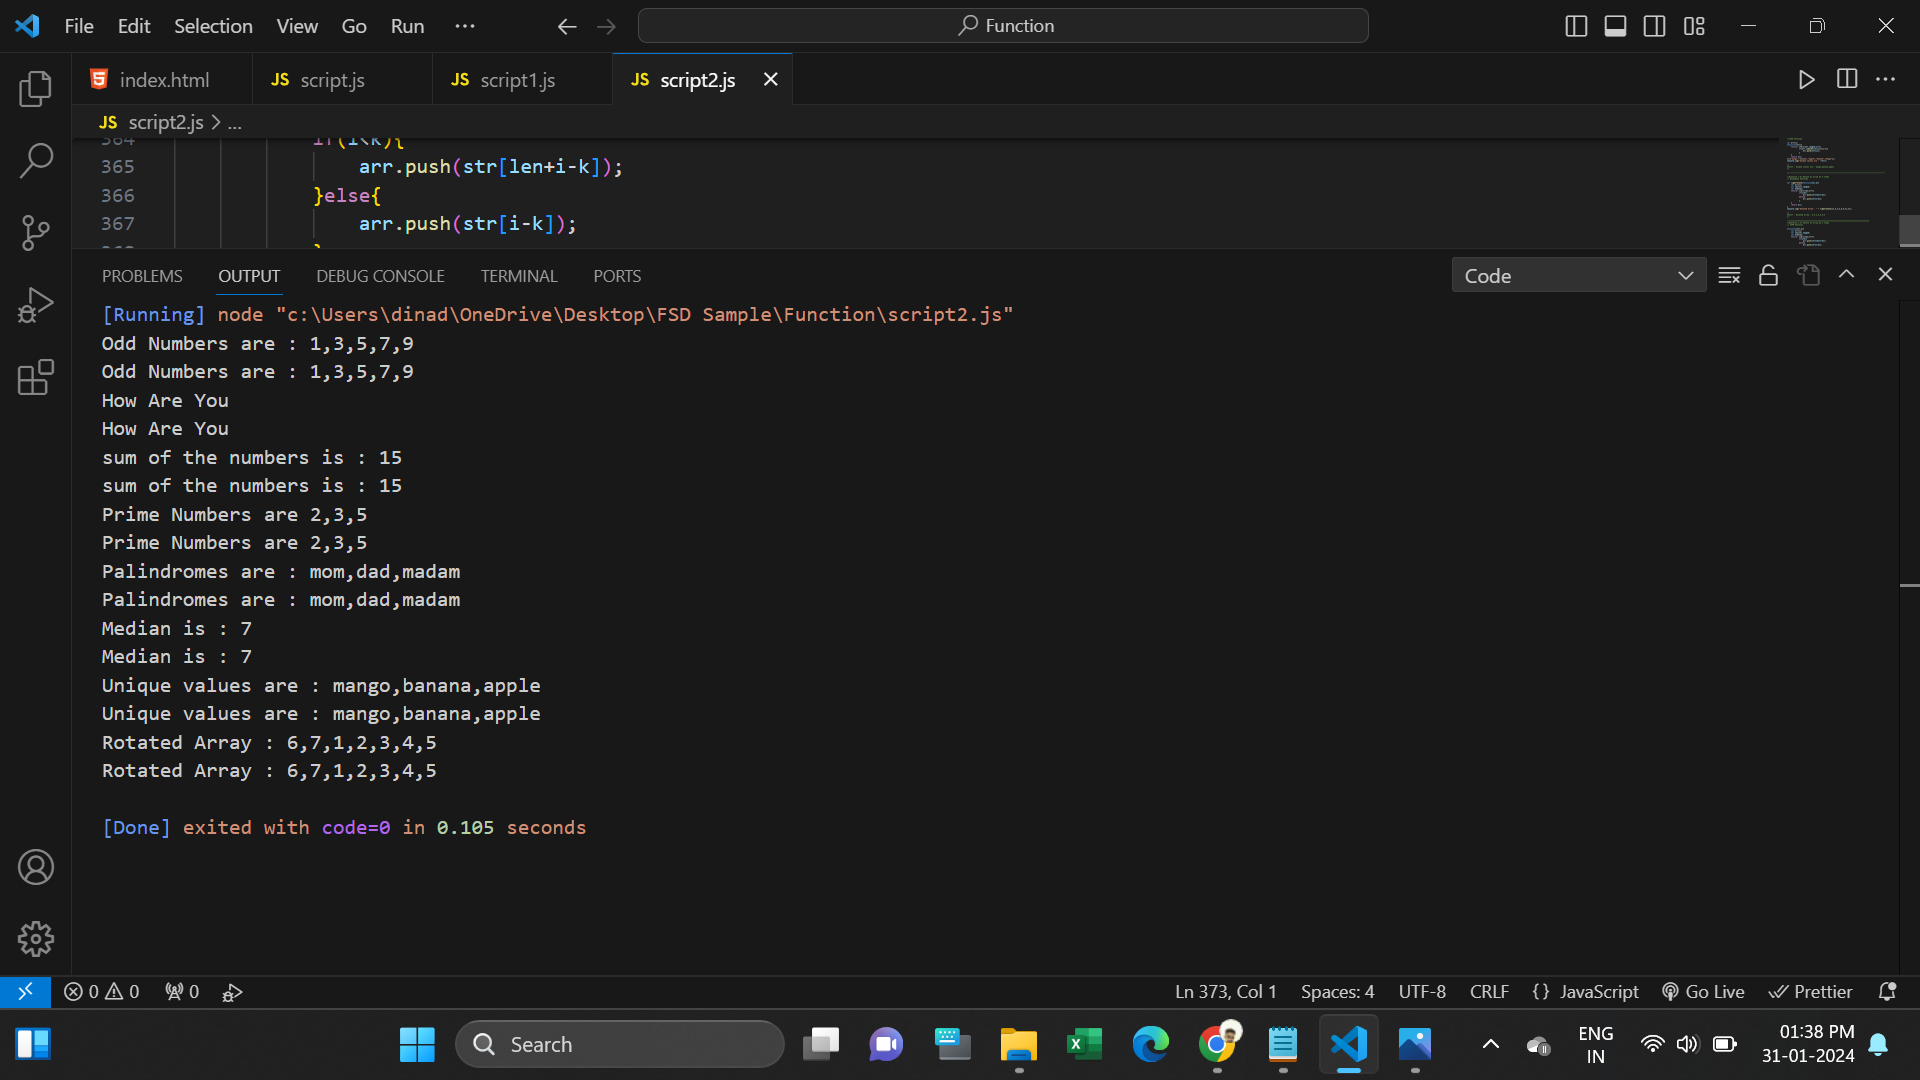 File Edit Selection View Go Run ...
Function
index.html
JS script.js
JS script1.js
JS script2.js
JS script2.js > ...
364 if(i<k){
365 arr.push(str[len+i-k]);
366 }else{
367 arr.push(str[i-k]);
PROBLEMS OUTPUT DEBUG CONSOLE TERMINAL PORTS
Code
[Running] node "c:\Users\dinad\OneDrive\Desktop\FSD Sample\Function\script2.js"
Odd Numbers are : 1,3,5,7,9
Odd Numbers are : 1,3,5,7,9
How Are You
How Are You
sum of the numbers is : 15
sum of the numbers is : 15
Prime Numbers are 2,3,5
Prime Numbers are 2,3,5
Palindromes are : mom,dad,madam
Palindromes are : mom,dad,madam
Median is : 7
Median is : 7
Unique values are : mango,banana,apple
Unique values are : mango,banana,apple
Rotated Array : 6,7,1,2,3,4,5
Rotated Array : 6,7,1,2,3,4,5
[Done] exited with code=0 in 0.105 seconds
0 0 0
Ln 373, Col 1 Spaces: 4 UTF-8 CRLF {} JavaScript Go Live Prettier
Search
ENG
IN
01:38 PM
31-01-2024